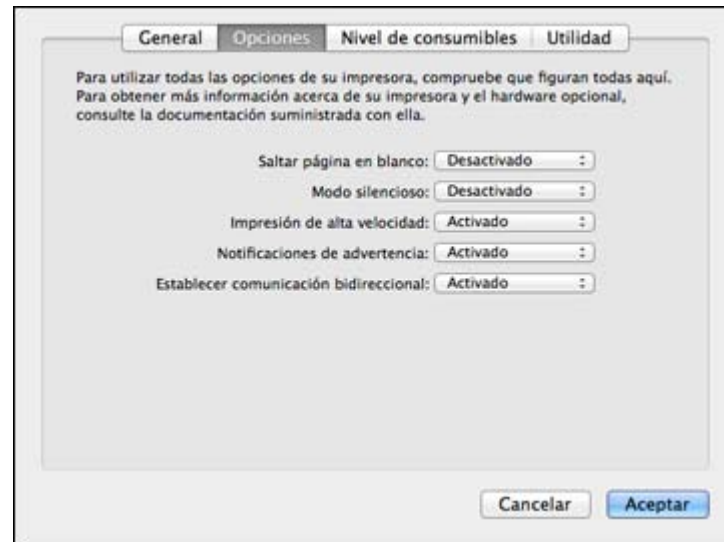 General Opciones Nivel de consumibles Utilidad
Para utilizar todas las opciones de su impresora, compruebe que figuran todas aquí.
Para obtener más información acerca de su impresora y el hardware opcional,
consulte la documentación suministrada con ella.
Saltar página en blanco: Desactivado
Modo silencioso: Desactivado
Impresión de alta velocidad: Activado
Notificaciones de advertencia: Activado
Establecer comunicación bidireccional: Activado
Cancelar Aceptar